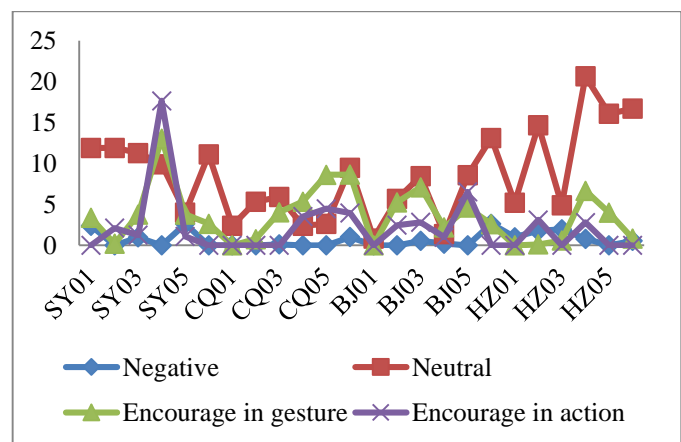 25
20
15
10
5
0
SY01 SY03 SY05 CQ01 CQ03 CQ05 BJ01 BJ03 BJ05 HZ01 HZ03 HZ05
Negative Neutral
Encourage in gesture Encourage in action